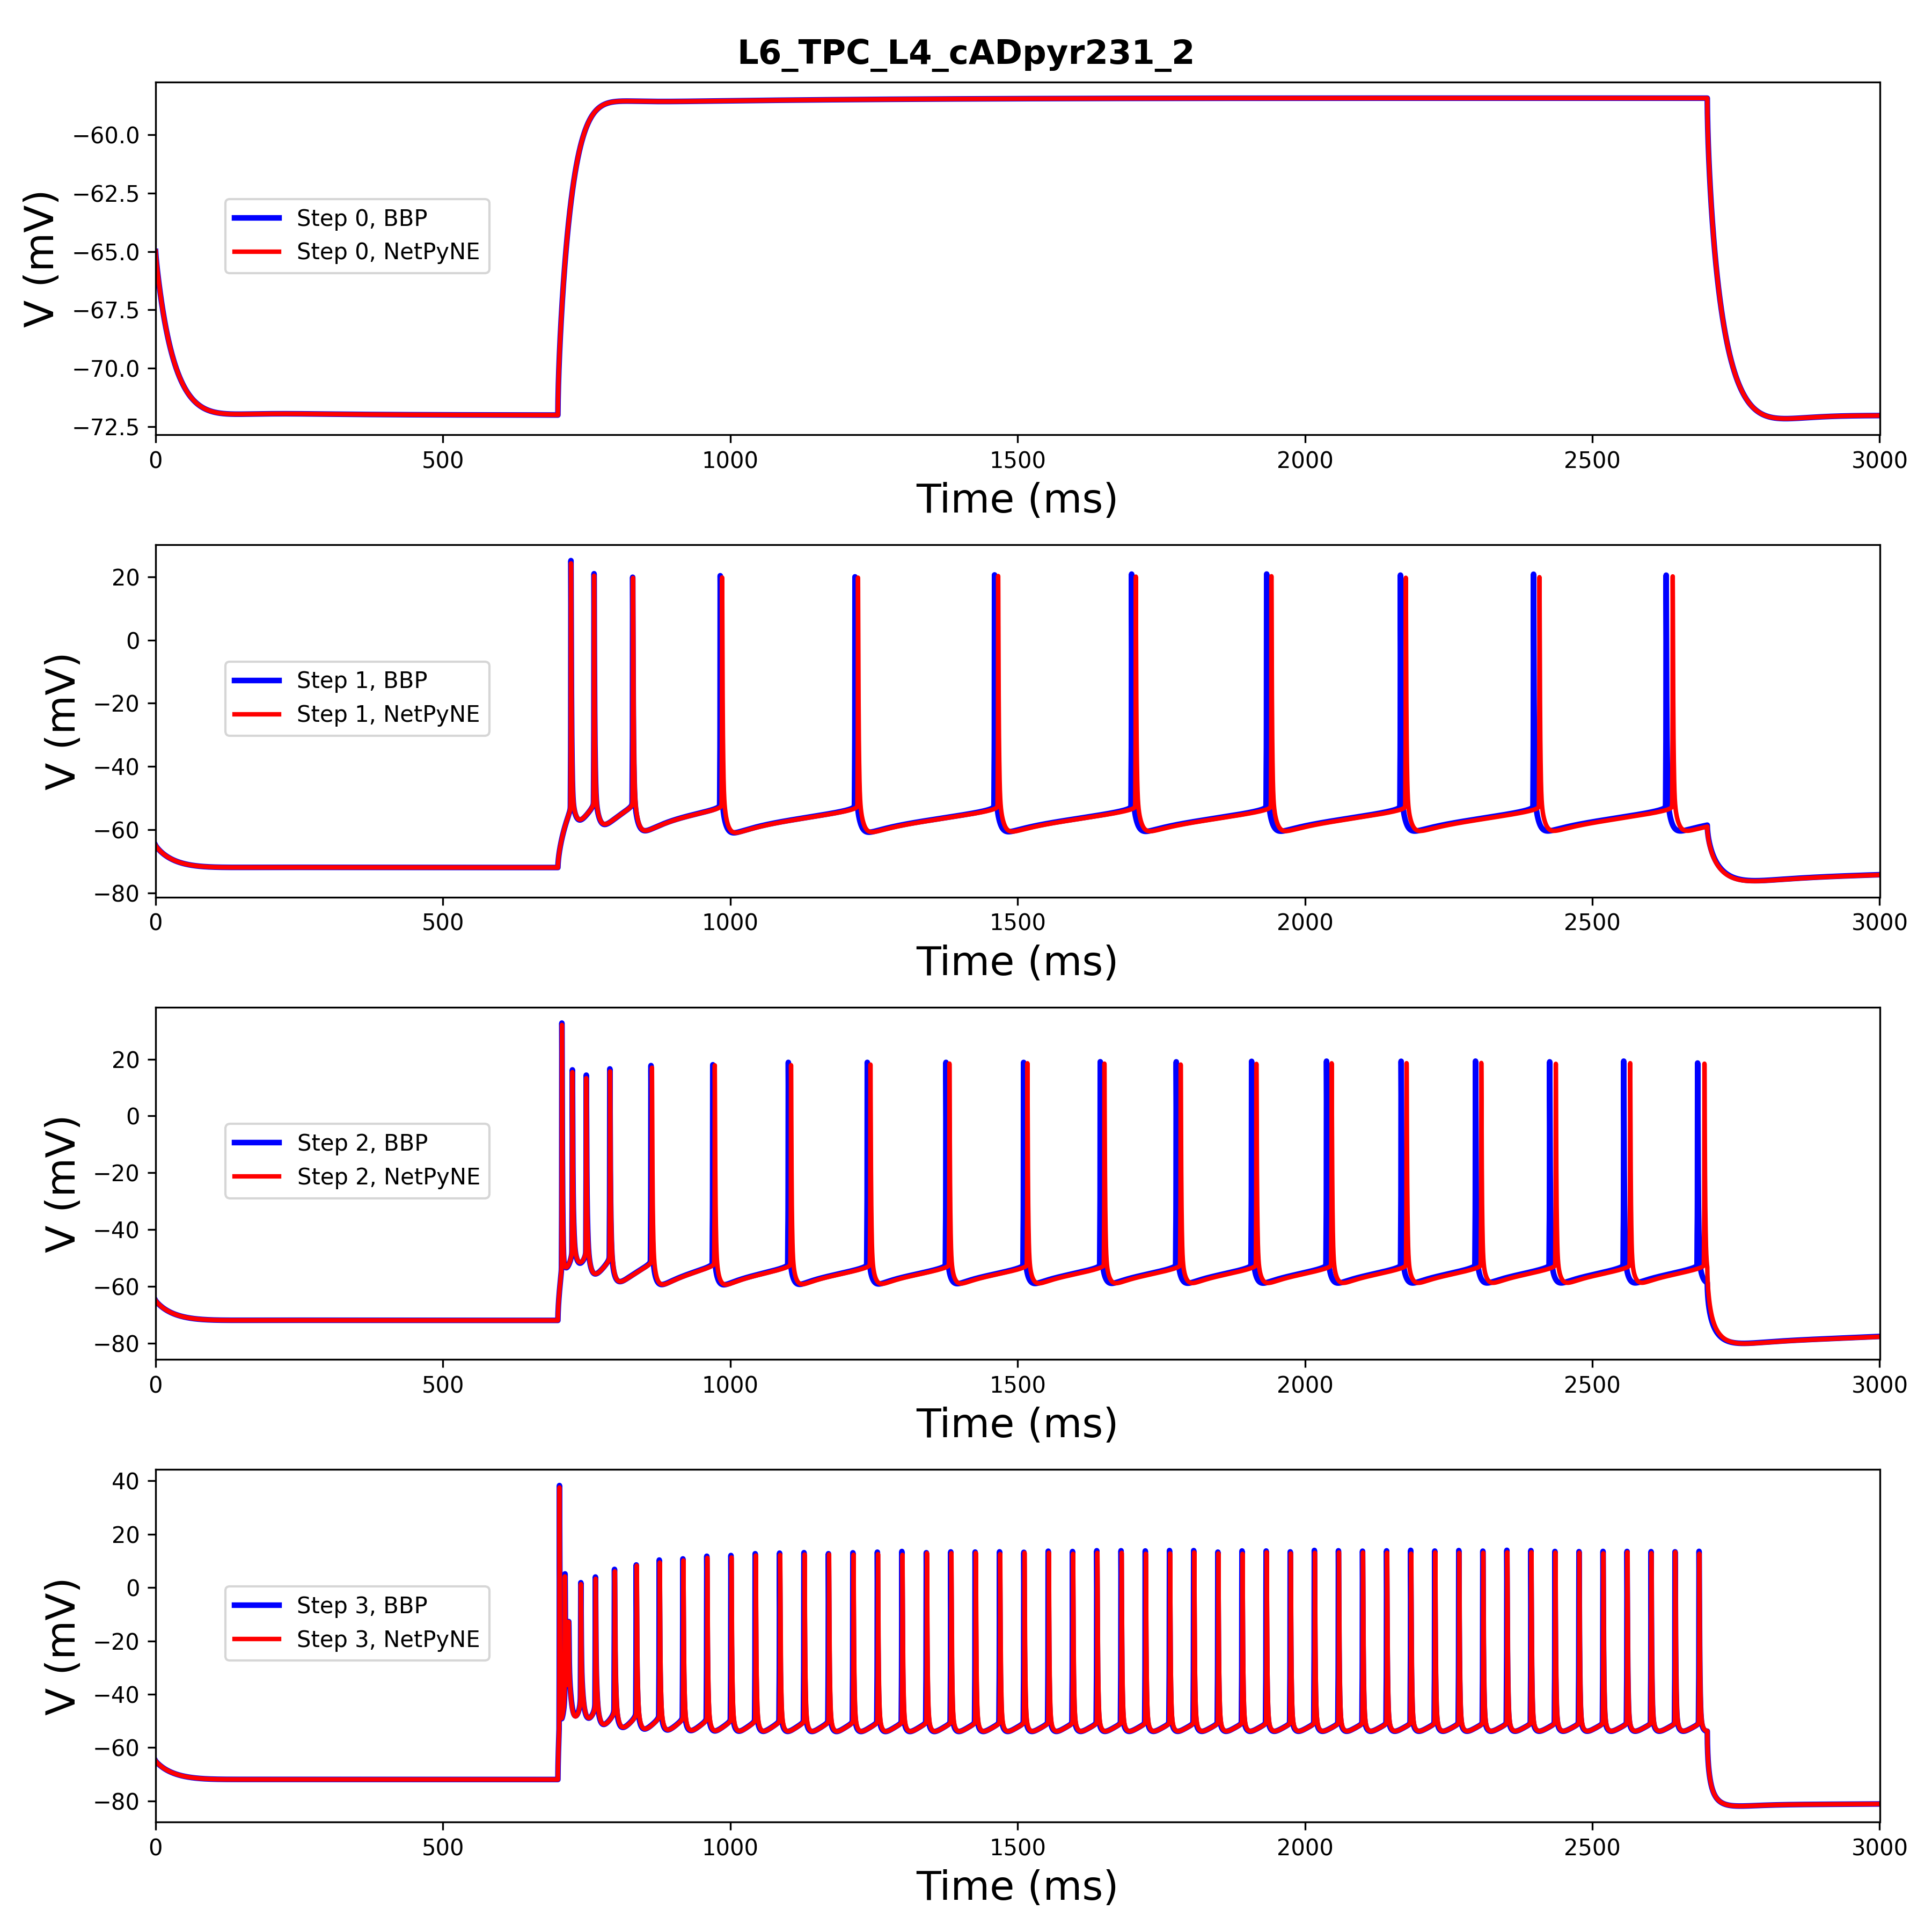 L6_TPC_L4_cADpyr231_2
V (mV)
−60.0
−62.5
−65.0
−67.5
−70.0
−72.5
Step 0, BBP
Step 0, NetPyNE
0 500 1000 1500 2000 2500 3000
Time (ms)
V (mV)
20
0
−20
−40
−60
−80
Step 1, BBP
Step 1, NetPyNE
0 500 1000 1500 2000 2500 3000
Time (ms)
V (mV)
20
0
−20
−40
−60
−80
Step 2, BBP
Step 2, NetPyNE
0 500 1000 1500 2000 2500 3000
Time (ms)
V (mV)
40
20
0
−20
−40
−60
−80
Step 3, BBP
Step 3, NetPyNE
0 500 1000 1500 2000 2500 3000
Time (ms)